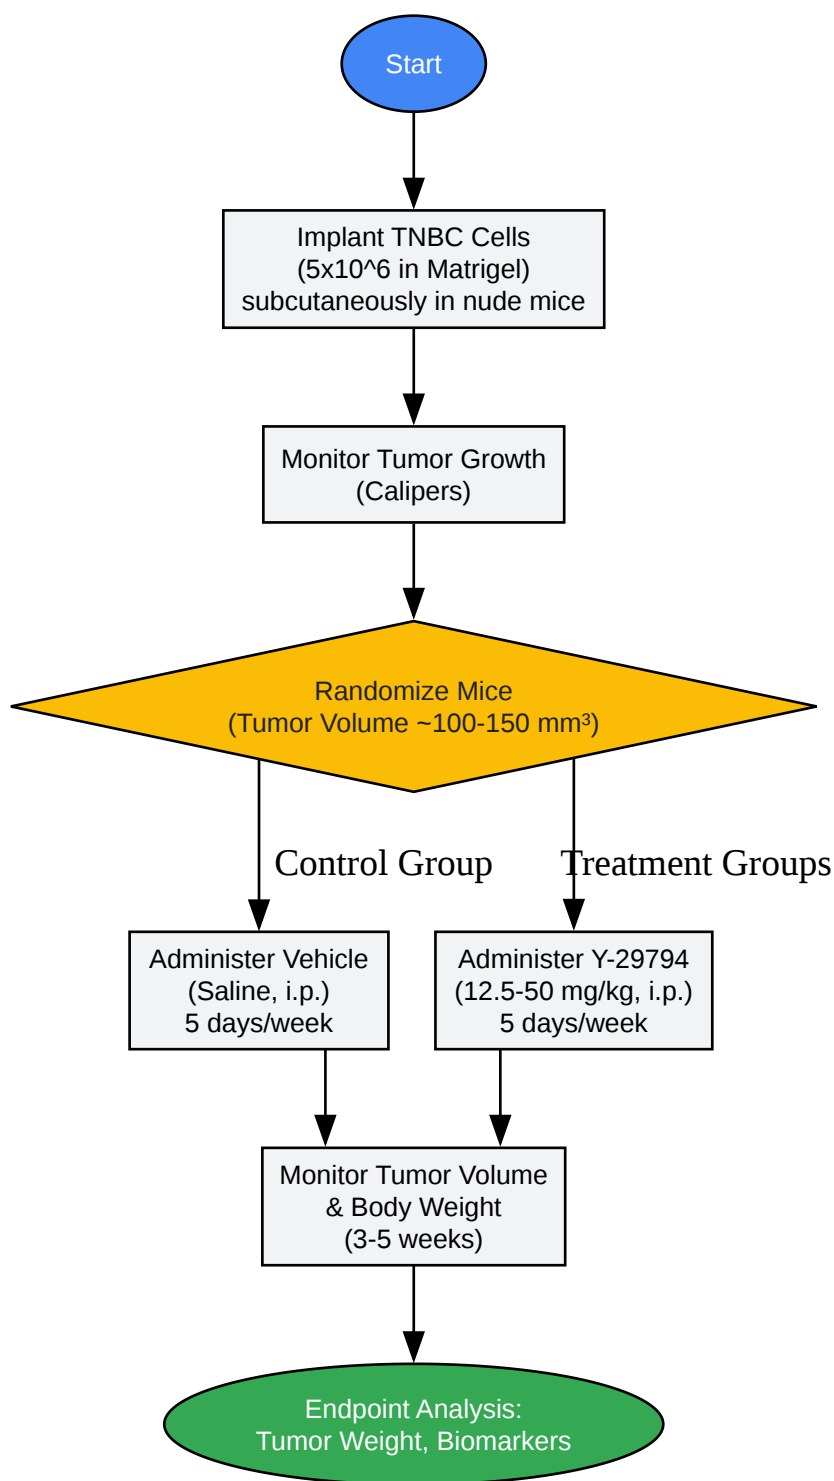 Start
Implant TNBC Cells
(5x10^6 in Matrigel)
subcutaneously in nude mice
Monitor Tumor Growth
(Calipers)
Randomize Mice
(Tumor Volume ~100-150 mm³)
Control Group
Treatment Groups
Administer Vehicle
(Saline, i.p.)
5 days/week
Administer Y-29794
(12.5-50 mg/kg, i.p.)
5 days/week
Monitor Tumor Volume
& Body Weight
(3-5 weeks)
Endpoint Analysis:
Tumor Weight, Biomarkers